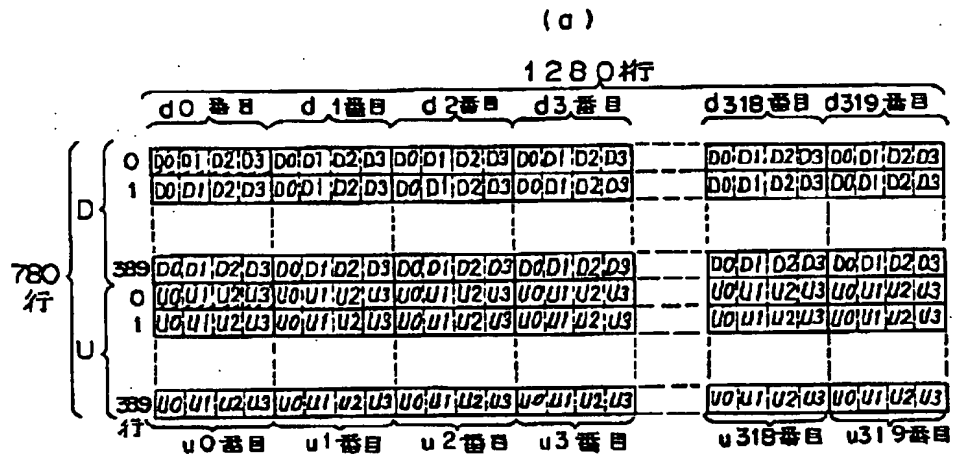 (a)
1280桁
d0番目 d1番目 d2番目 d3番目 d318番目 d319番目
0 D0 D1 D2 D3 D0 D1 D2 D3 D0 D1 D2 D3 D0 D1 D2 D3 D0 D1 D2 D3 D0 D1 D2 D3
1 D0 D1 D2 D3 D0 D1 D2 D3 D0 D1 D2 D3 D0 D1 D2 D3 D0 D1 D2 D3 D0 D1 D2 D3
D
389 D0 D1 D2 D3 D0 D1 D2 D3 D0 D1 D2 D3 D0 D1 D2 D3 D0 D1 D2 D3 D0 D1 D2 D3
780行
0 U0 U1 U2 U3 U0 U1 U2 U3 U0 U1 U2 U3 U0 U1 U2 U3 U0 U1 U2 U3 U0 U1 U2 U3
1 U0 U1 U2 U3 U0 U1 U2 U3 U0 U1 U2 U3 U0 U1 U2 U3 U0 U1 U2 U3 U0 U1 U2 U3
U
389行 U0 U1 U2 U3 U0 U1 U2 U3 U0 U1 U2 U3 U0 U1 U2 U3 U0 U1 U2 U3 U0 U1 U2 U3
u0番目 u1番目 u2番目 u3番目 u318番目 u319番目